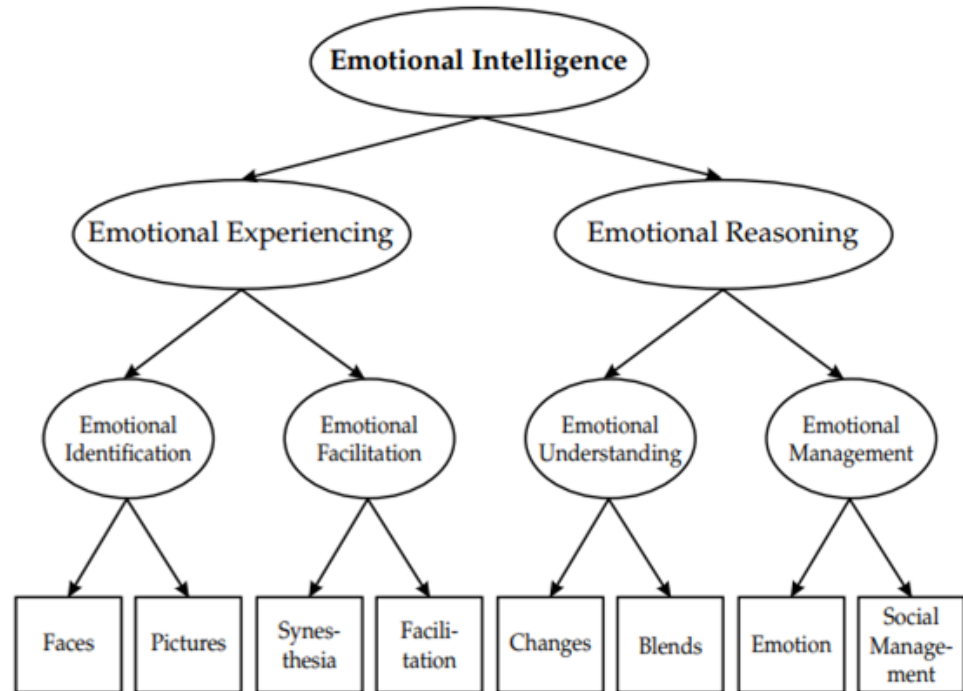 Emotional Intelligence
Emotional Experiencing
Emotional Reasoning
Emotional
Identification
Emotional
Facilitation
Emotional
Understanding
Emotional
Management
Faces
Pictures
Synes-
thesia
Facili-
tation
Changes
Blends
Emotion
Social
Manage-
ment